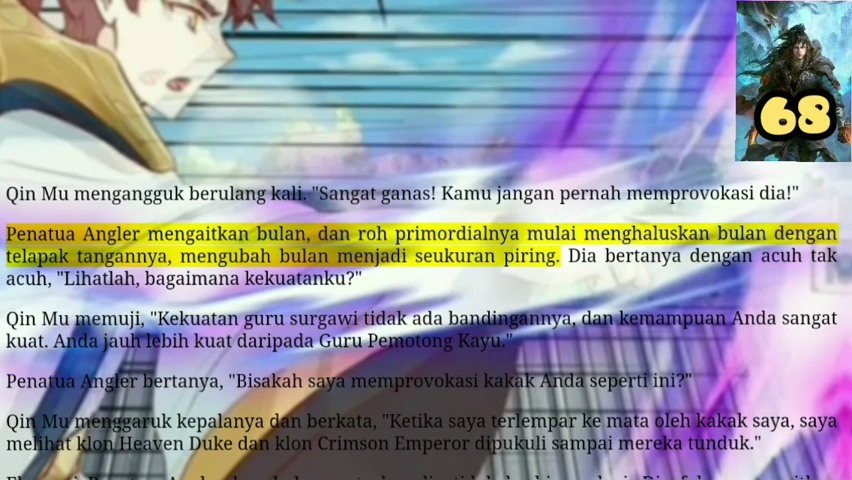 68
Qin Mu mengangguk berulang kali. "Sangat ganas! Kamu jangan pernah memprovokasi dia!"
Penatua Angler mengaitkan bulan, dan roh primordialnya mulai menghaluskan bulan dengan
telapak tangannya, mengubah bulan menjadi seukuran piring. Dia bertanya dengan acuh tak
acuh, "Lihatlah, bagaimana kekuatanku?"
Qin Mu memuji, "Kekuatan guru surgawi tidak ada bandingannya, dan kemampuan Anda sangat
kuat. Anda jauh lebih kuat daripada Guru Pemotong Kayu."
Penatua Angler bertanya, "Bisakah saya memprovokasi kakak Anda seperti ini?"
Qin Mu menggaruk kepalanya dan berkata, "Ketika saya terlempar ke mata oleh kakak saya, saya
melihat klon Heaven Duke dan klon Crimson Emperor dipukuli sampai mereka tunduk."